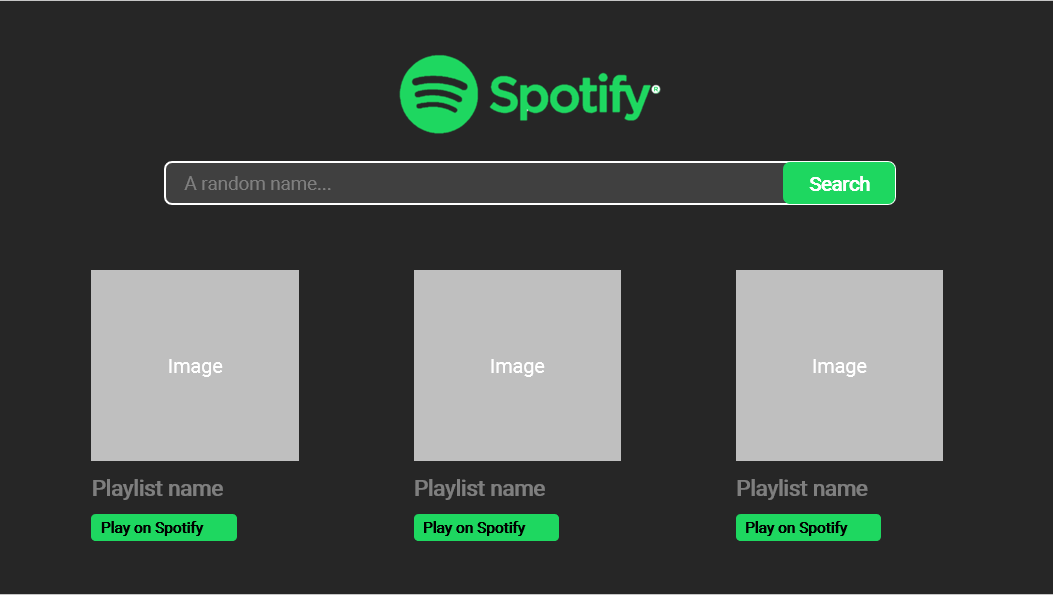 Spotify®
A random name...
Search
Image
Image
Image
Playlist name
Playlist name
Playlist name
Play on Spotify
Play on Spotify
Play on Spotify